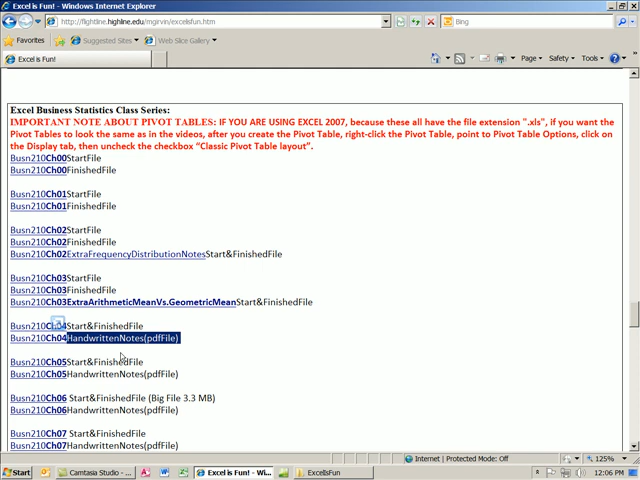 Excel is Fun! - Windows Internet Explorer
http://flightline.highline.edu/mgirvin/excelisfun.htm
Bing
Favorites
Suggested Sites
Web Slice Gallery
Excel is Fun!
Page
Safety
Tools
Excel Business Statistics Class Series:
IMPORTANT NOTE ABOUT PIVOT TABLES: IF YOU ARE USING EXCEL 2007, because these all have the file extension ".xls", if you want the
Pivot Tables to look the same as in the videos, after you create the Pivot Table, right-click the Pivot Table, point to Pivot Table Options, click on
the Display tab, then uncheck the checkbox “Classic Pivot Table layout”.
Busn210Ch00StartFile
Busn210Ch00FinishedFile
Busn210Ch01StartFile
Busn210Ch01FinishedFile
Busn210Ch02StartFile
Busn210Ch02FinishedFile
Busn210Ch02ExtraFrequencyDistributionNotesStart&FinishedFile
Busn210Ch03StartFile
Busn210Ch03FinishedFile
Busn210Ch03ExtraArithmeticMeanVs.GeometricMeanStart&FinishedFile
Busn210Ch04Start&FinishedFile
Busn210Ch04HandwrittenNotes(pdfFile)
Busn210Ch05Start&FinishedFile
Busn210Ch05HandwrittenNotes(pdfFile)
Busn210Ch06 Start&FinishedFile (Big File 3.3 MB)
Busn210Ch06HandwrittenNotes(pdfFile)
Busn210Ch07 Start&FinishedFile
Busn210Ch07HandwrittenNotes(pdfFile)
Internet | Protected Mode: Off
125%
Start
Camtasia Studio - ...
Excel is Fun! - Wi...
ExcelIsFun
12:06 PM